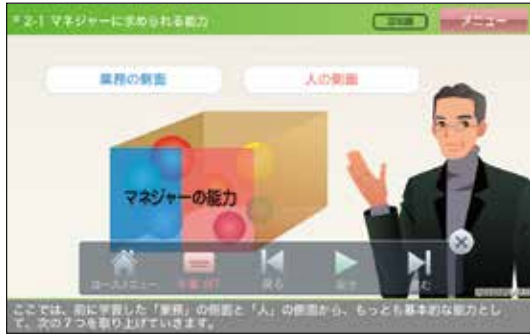 2-1 マネジャーに求められる能力
メニュー
業務の側面
人の側面
マネジャーの能力
コースメニュー
戻る
進む
ここでは、前に学習した「業務」の側面と「人」の側面から、もっとも基本的な能力とし
て、次の7つを取り上げていきます。